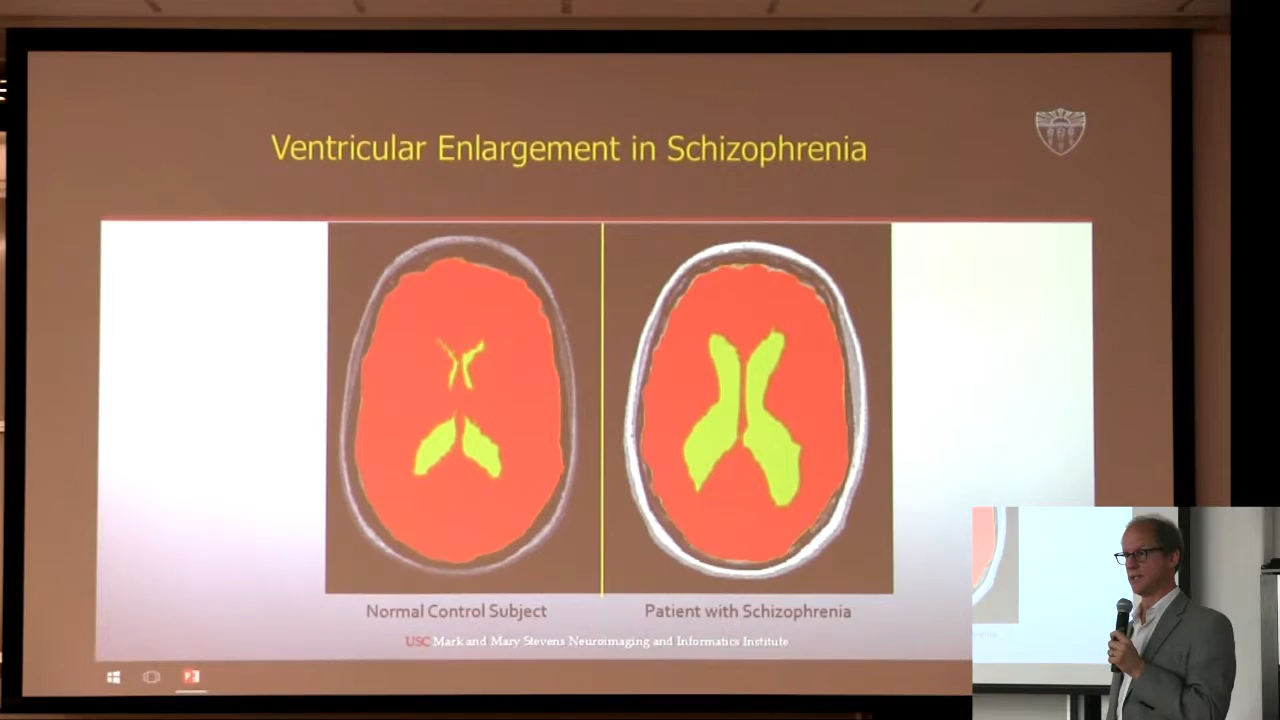 Ventricular Enlargement in Schizophrenia
Normal Control Subject
Patient with Schizophrenia
USC Mark and Mary Stevens Neuroimaging and Informatics Institute